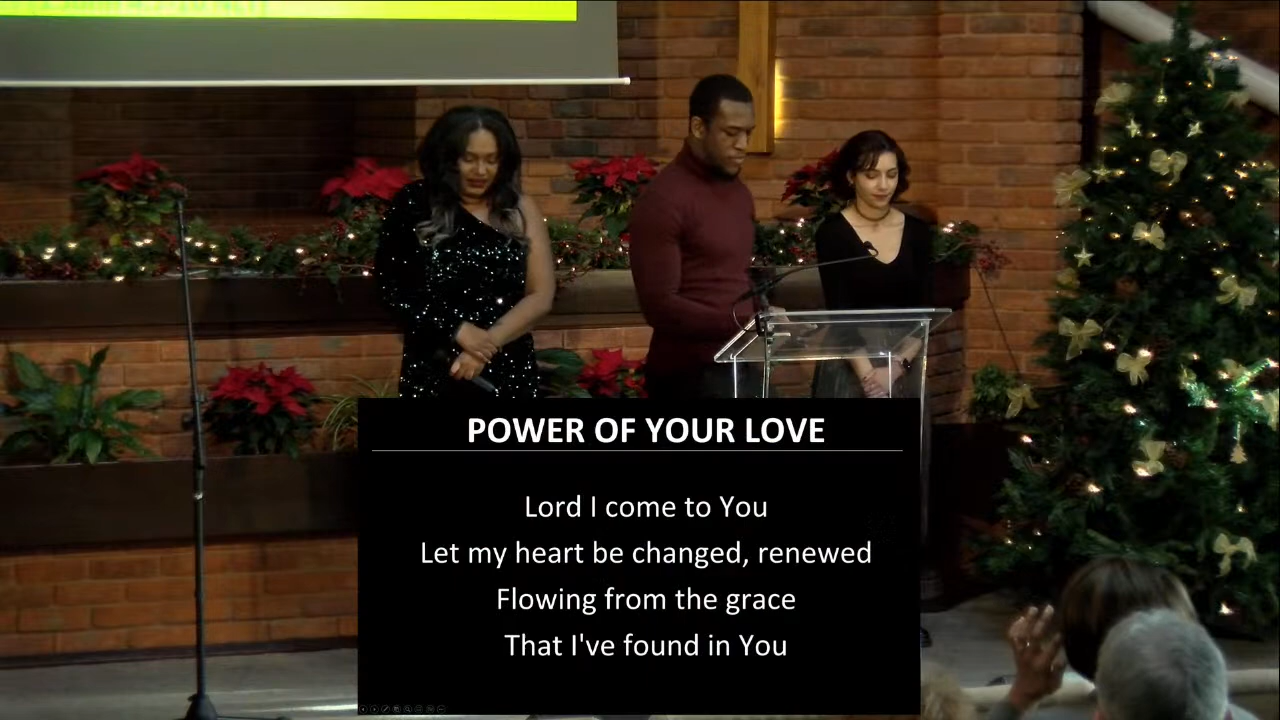 POWER OF YOUR LOVE
Lord I come to You
Let my heart be changed, renewed
Flowing from the grace
That I've found in You